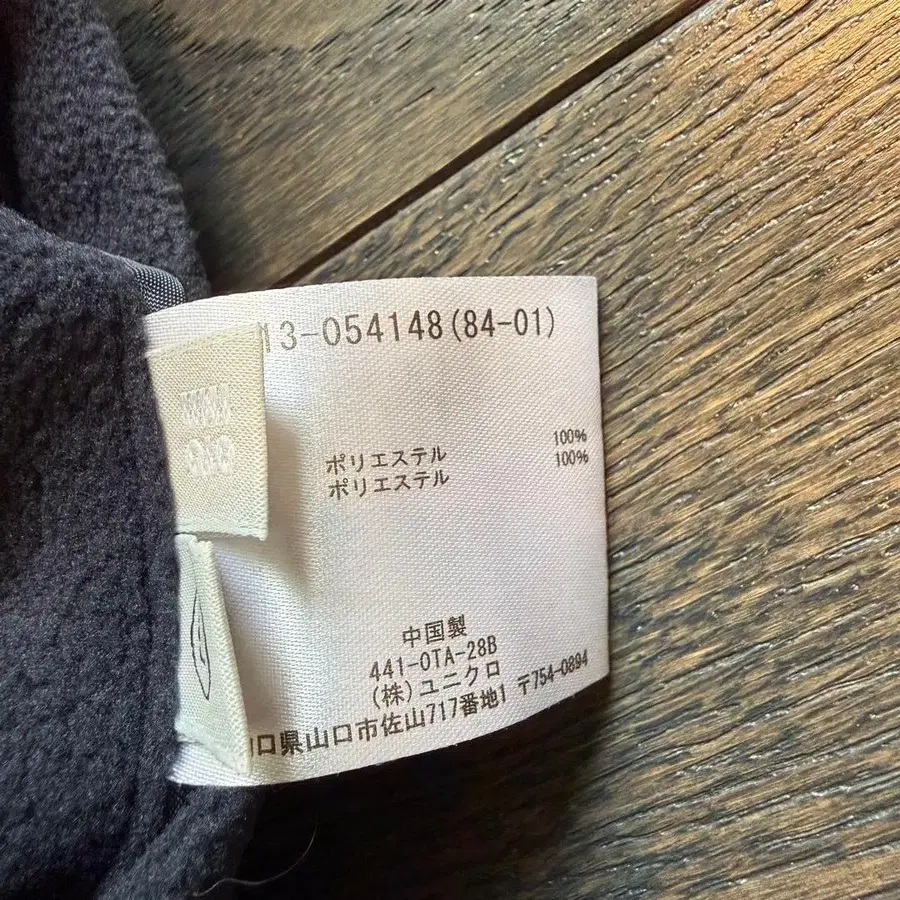 13-054148(84-01)
ポリエステル 100%
ポリエステル 100%
中国製
441-OTA-28B
(株)ユニクロ
口県山口市佐山717番地1 〒754-0894